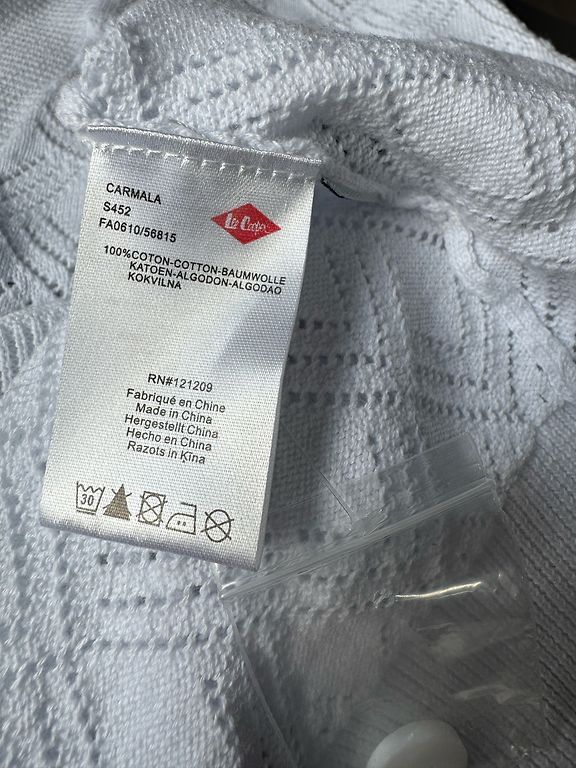 CARMALA
S452
FA0610/56815
Lee Cooper
100%COTON-COTTON-BAUMWOLLE
KATOEN-ALGODON-ALGODAO
KOKVILNA
RN#121209
Fabriqué en Chine
Made in China
Hergestellt China
Hecho en China
Razots in Ķīna
30